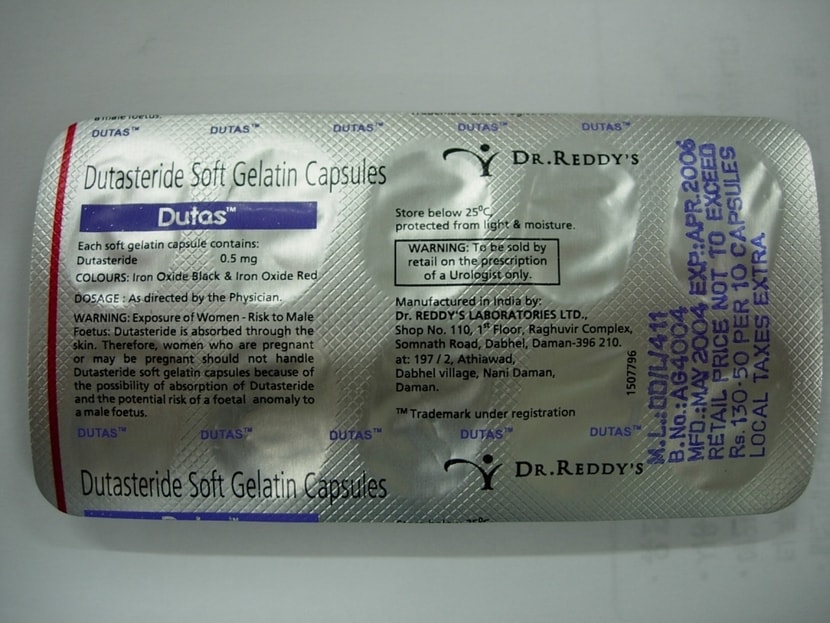 a male foetus.
DUTAS™ DUTAS™ DUTAS™ DUTAS™ DUTAS™
Dutasteride Soft Gelatin Capsules
Dutas™
Each soft gelatin capsule contains:
Dutasteride 0.5 mg
COLOURS: Iron Oxide Black & Iron Oxide Red
DOSAGE : As directed by the Physician.
WARNING: Exposure of Women - Risk to Male
Foetus: Dutasteride is absorbed through the
skin. Therefore, women who are pregnant
or may be pregnant should not handle
Dutasteride soft gelatin capsules because of
the possibility of absorption of Dutasteride
and the potential risk of a foetal anomaly to
a male foetus.
DR.REDDY'S
Store below 25°C,
protected from light & moisture.
WARNING: To be sold by
retail on the prescription
of a Urologist only.
Manufactured in India by:
Dr. REDDY'S LABORATORIES LTD.,
Shop No. 110, 1st Floor, Raghuvir Complex,
Somnath Road, Dabhel, Daman-396 210.
at: 197 / 2, Athiawad,
Dabhel village, Nani Daman,
Daman.
™ Trademark under registration
1507796
M.L.:DD/L/411
B.No.:AG4004
MFD.:MAY 2004 EXP:APR.2006
RETAIL PRICE NOT TO EXCEED
Rs.130.50 PER 10 CAPSULES
LOCAL TAXES EXTRA
DUTAS™ DUTAS™ DUTAS™ DUTAS™ DUTAS™
Dutasteride Soft Gelatin Capsules
DR.REDDY'S
Dutas™